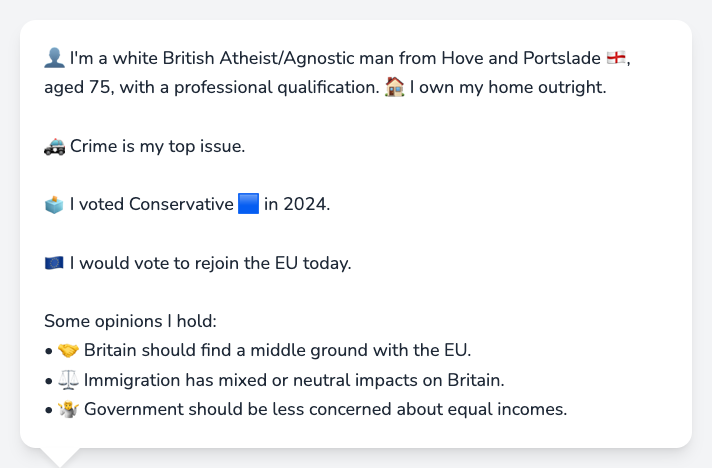 👤 I'm a white British Atheist/Agnostic man from Hove and Portslade 🏴󠁧󠁢󠁥󠁮󠁧󠁿,
aged 75, with a professional qualification. 🏠 I own my home outright.
🚓 Crime is my top issue.
🗳️ I voted Conservative 🟦 in 2024.
🇪🇺 I would vote to rejoin the EU today.
Some opinions I hold:
• 🤝 Britain should find a middle ground with the EU.
• ⚖️ Immigration has mixed or neutral impacts on Britain.
• 🤷 Government should be less concerned about equal incomes.